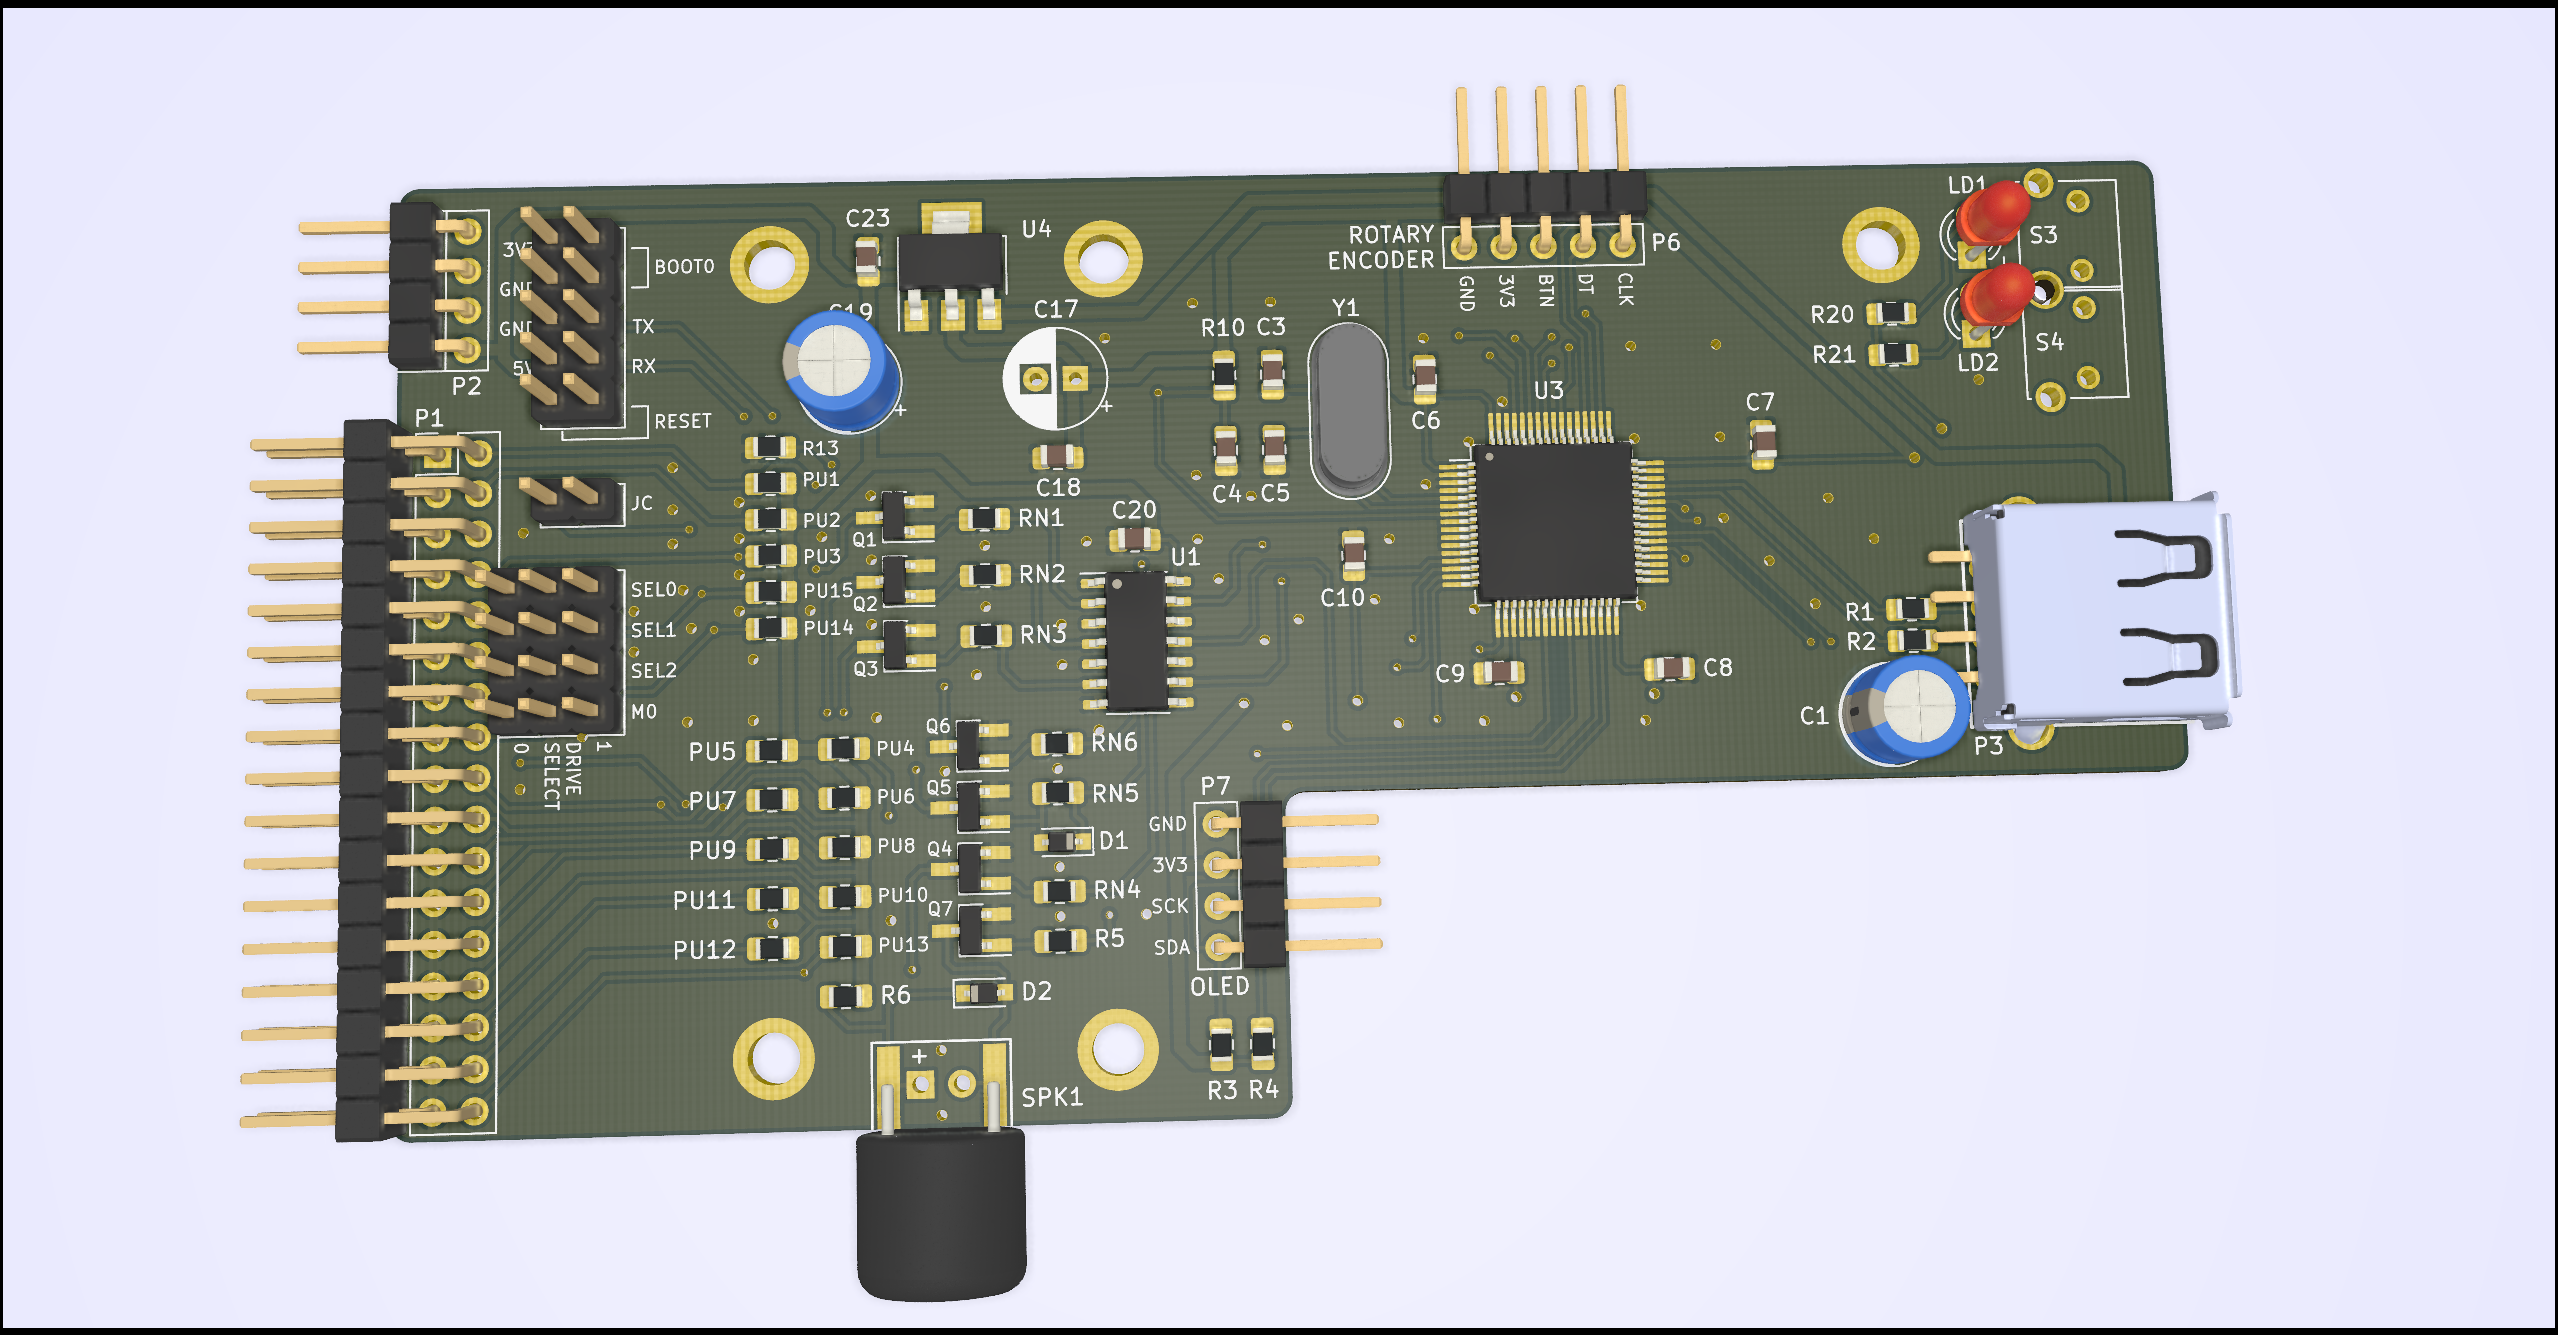 3V3
GND
GND
5V
BOOT0
TX
RX
RESET
P2
P1
JC
SEL0
SEL1
SEL2
M0
0
1
DRIVE
SELECT
C23
U4
C19
+
C17
+
C18
R13
PU1
PU2
PU3
PU15
PU14
Q1
Q2
Q3
RN1
RN2
RN3
C20
U1
R10
C3
C4
C5
Y1
C6
ROTARY
ENCODER
P6
GND
3V3
BTN
DT
CLK
U3
C7
C10
C9
C8
LD1
S3
R20
R21
LD2
S4
R1
R2
C1
P3
PU5
PU4
PU7
PU6
PU9
PU8
PU11
PU10
PU12
PU13
R6
Q6
Q5
Q4
Q7
RN6
RN5
D1
RN4
R5
D2
P7
GND
3V3
SCK
SDA
OLED
R3
R4
+
SPK1